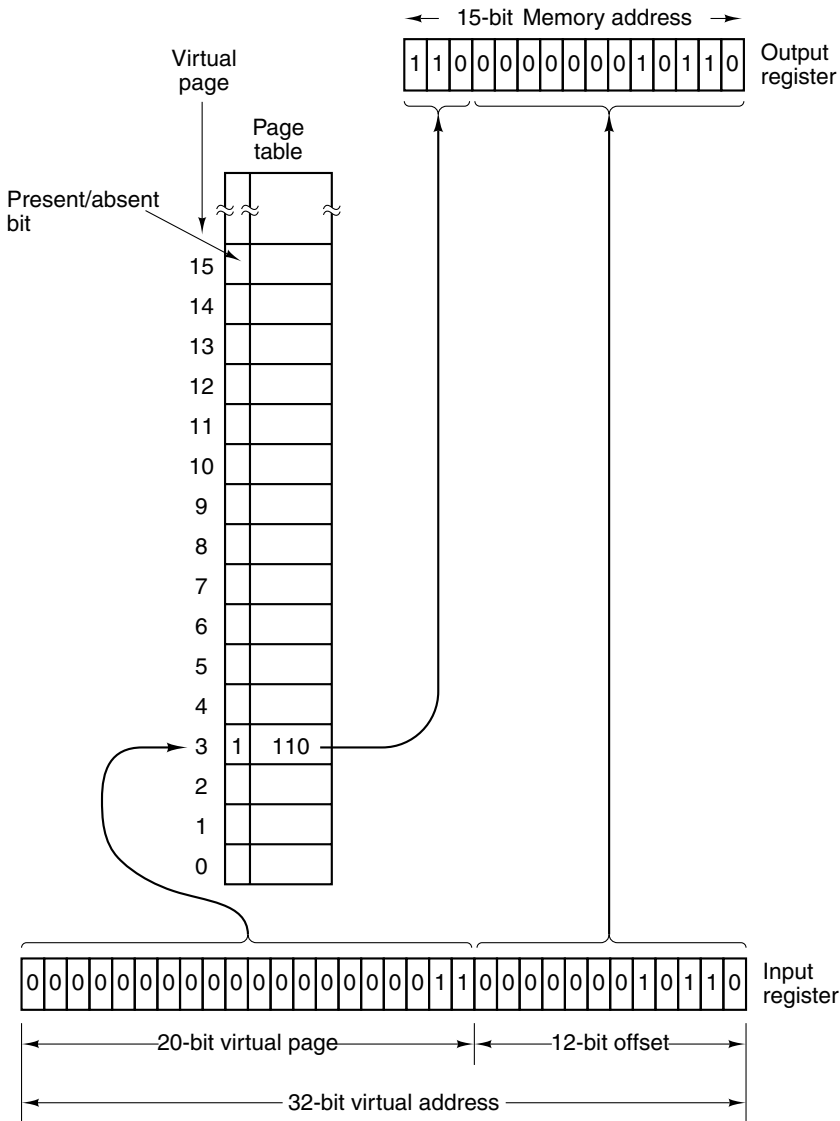 15-bit Memory address
1 1 0 0 0 0 0 0 0 0 1 0 1 1 0
Output
register
Virtual
page
Page
table
Present/absent
bit
15
14
13
12
11
10
9
8
7
6
5
4
3 1 110
2
1
0
0 0 0 0 0 0 0 0 0 0 0 0 0 0 0 0 0 0 1 1 0 0 0 0 0 0 0 1 0 1 1 0
Input
register
20-bit virtual page
12-bit offset
32-bit virtual address